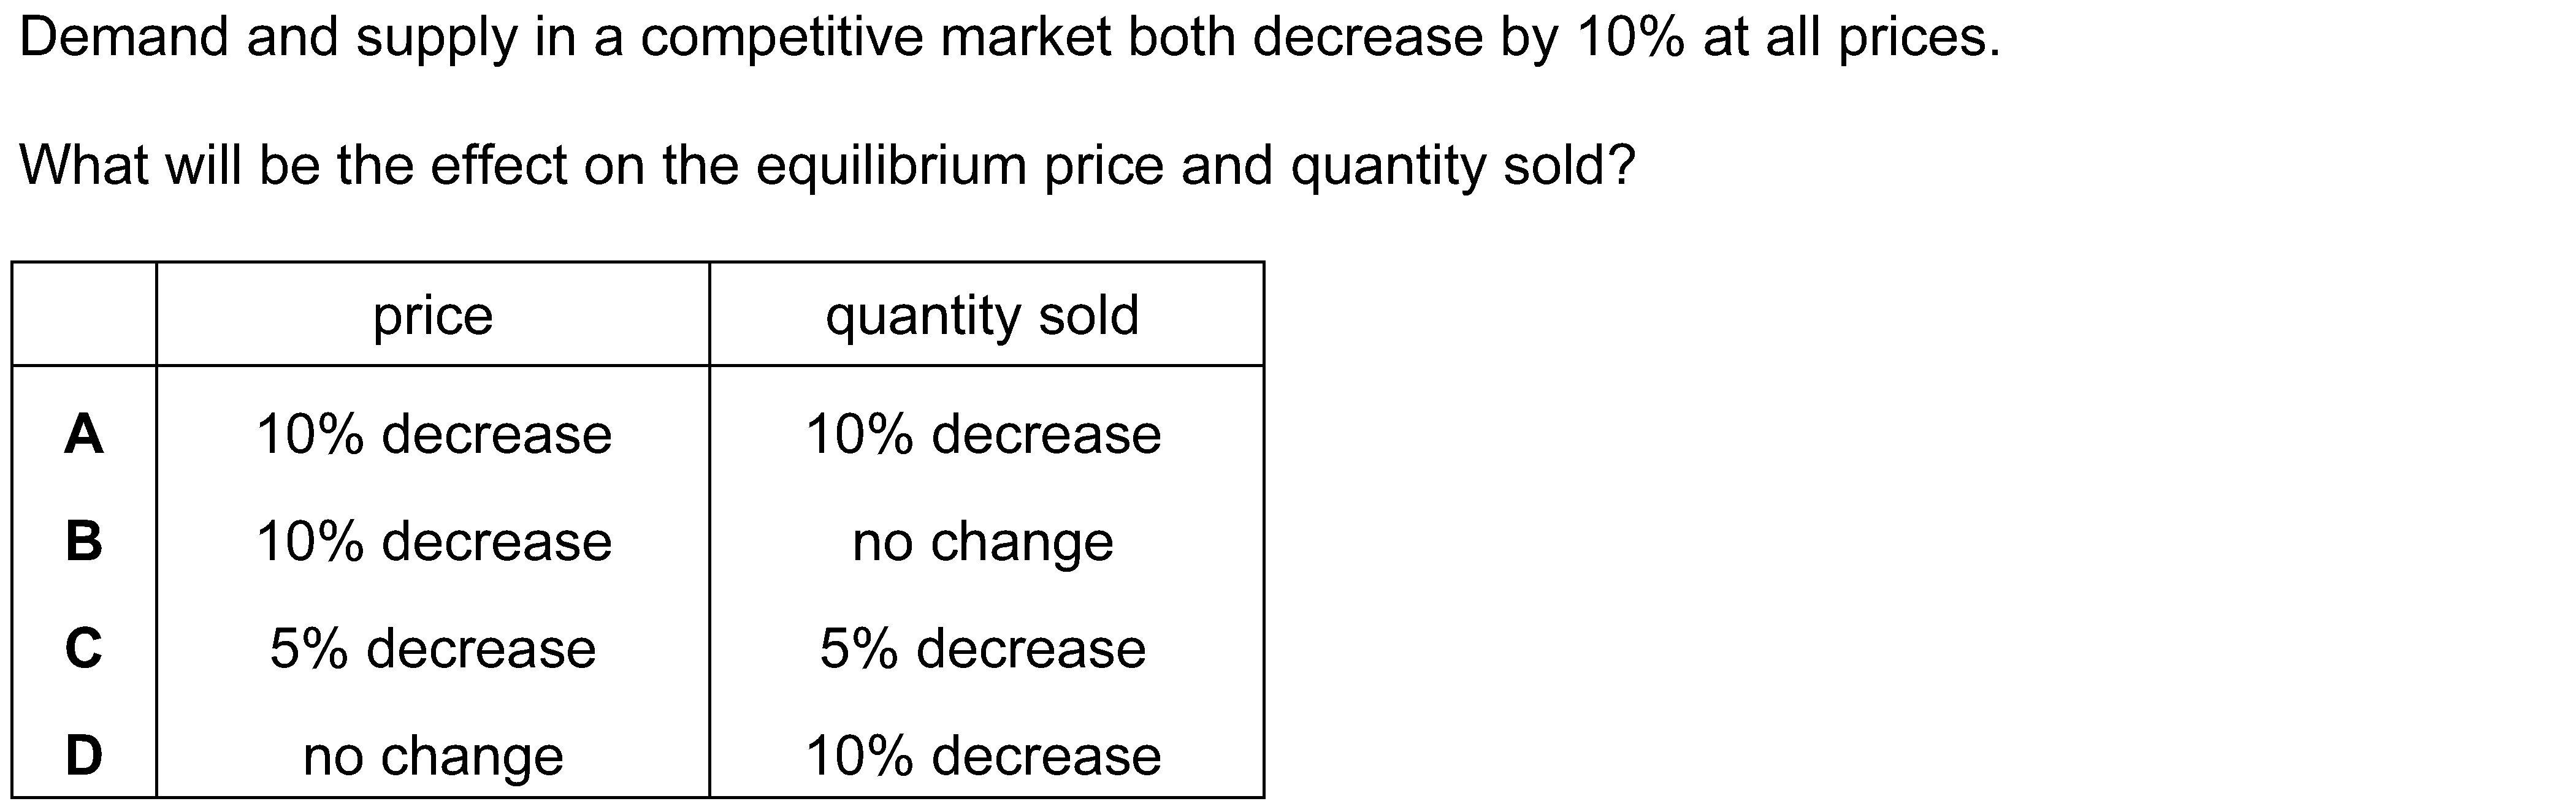 Demand and supply in a competitive market both decrease by 10% at all prices.
What will be the effect on the equilibrium price and quantity sold?
price quantity sold
A 10% decrease 10% decrease
B 10% decrease no change
C 5% decrease 5% decrease
D no change 10% decrease